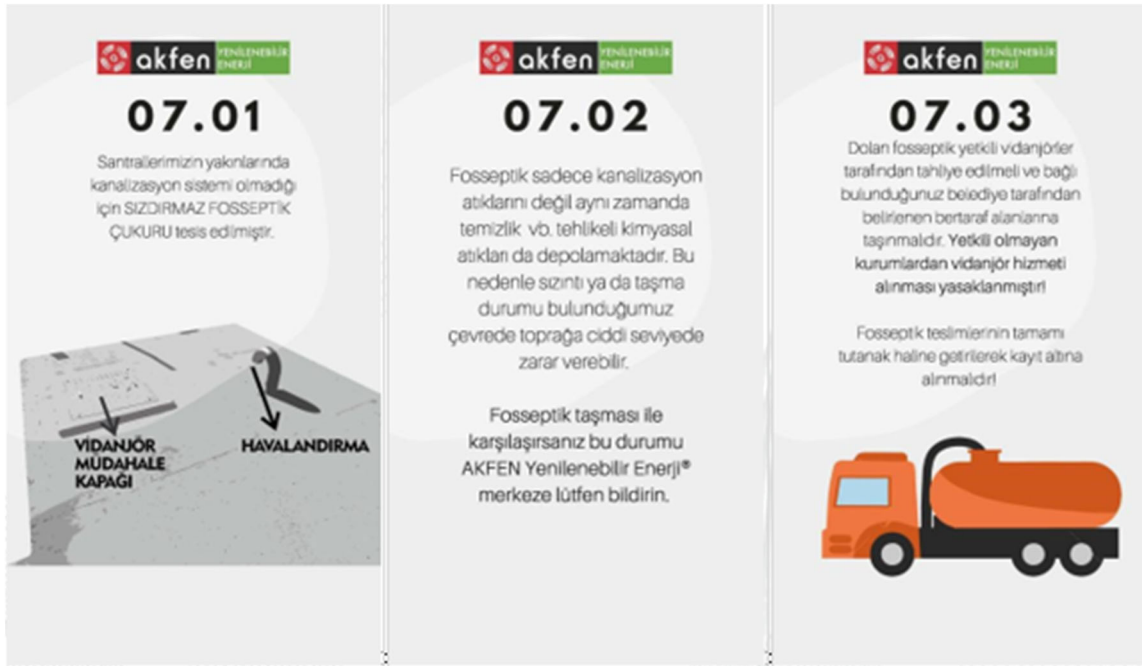 akfen YENİLENEBİLİR
ENERJİ
07.01
Santrallerimizin yakınlarında
kanalizasyon sistemi olmadığı
için SIZDIRMAZ FOSSEPTİK
ÇUKURU tesis edilmiştir.
VİDANJÖR
MÜDAHALE
KAPAĞI
HAVALANDIRMA
akfen YENİLENEBİLİR
ENERJİ
07.02
Fosseptik sadece kanalizasyon
atıklarını değil aynı zamanda
temizlik vb. tehlikeli kimyasal
atıkları da depolamaktadır. Bu
nedenle sızıntı ya da taşma
durumu bulunduğumuz
çevrede toprağa ciddi seviyede
zarar verebilir.
Fosseptik taşması ile
karşılaşırsanız bu durumu
AKFEN Yenilenebilir Enerji®
merkeze lütfen bildirin.
akfen YENİLENEBİLİR
ENERJİ
07.03
Dolan fosseptik yetkili vidanjörler
tarafından tahliye edilmeli ve bağlı
bulunduğunuz belediye tarafından
belirlenen bertaraf alanlarına
taşınmalıdır. Yetkili olmayan
kurumlardan vidanjör hizmeti
alınması yasaklanmıştır!
Fosseptik teslimlerinin tamamı
tutanak haline getirilerek kayıt altına
alınmalıdır!